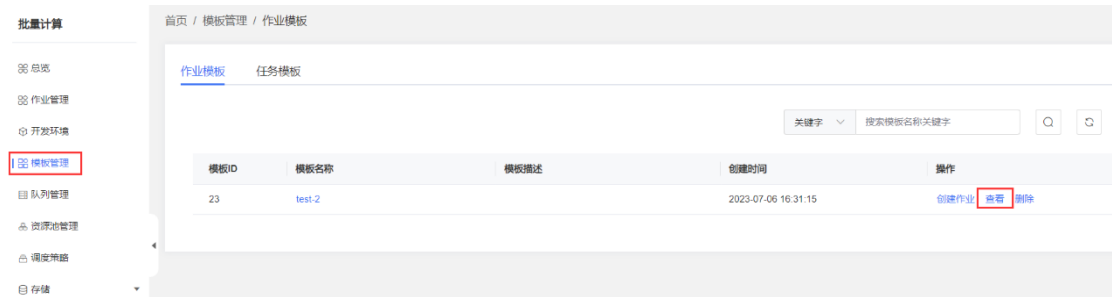 批量计算
首页 / 模板管理 / 作业模板
总览
作业管理
开发环境
模板管理
队列管理
资源池管理
调度策略
存储
作业模板 任务模板
关键字 搜索模板名称关键字
模板ID 模板名称 模板描述 创建时间 操作
23 test-2 2023-07-06 16:31:15 创建作业 查看 删除